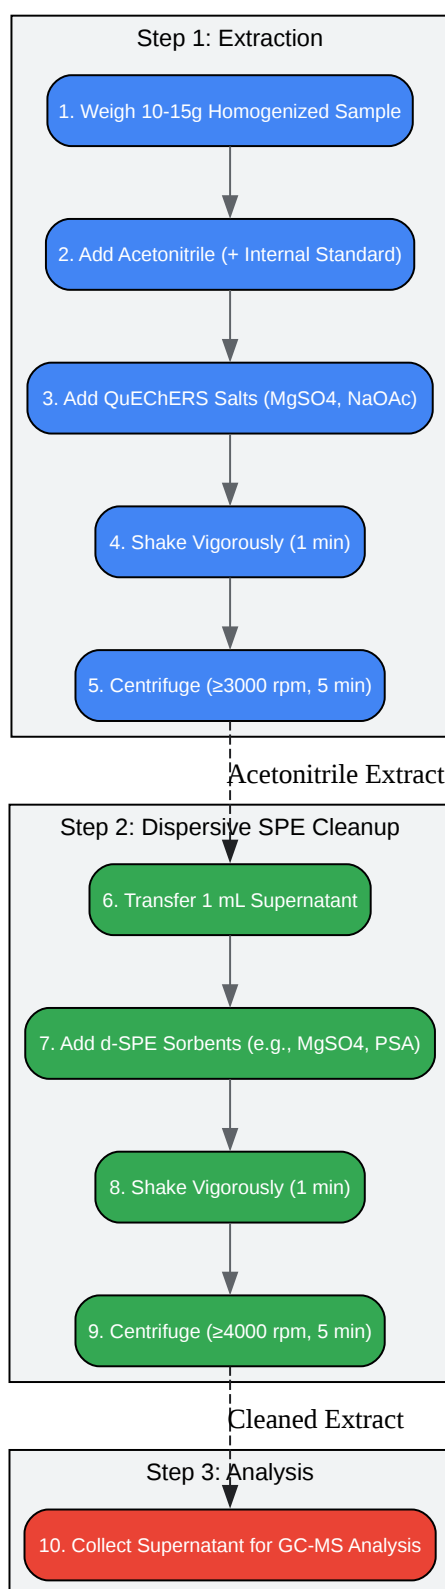 Step 1: Extraction
1. Weigh 10-15g Homogenized Sample
2. Add Acetonitrile (+ Internal Standard)
3. Add QuEChERS Salts (MgSO4, NaOAc)
4. Shake Vigorously (1 min)
5. Centrifuge (≥3000 rpm, 5 min)
Acetonitrile Extract
Step 2: Dispersive SPE Cleanup
6. Transfer 1 mL Supernatant
7. Add d-SPE Sorbents (e.g., MgSO4, PSA)
8. Shake Vigorously (1 min)
9. Centrifuge (≥4000 rpm, 5 min)
Cleaned Extract
Step 3: Analysis
10. Collect Supernatant for GC-MS Analysis